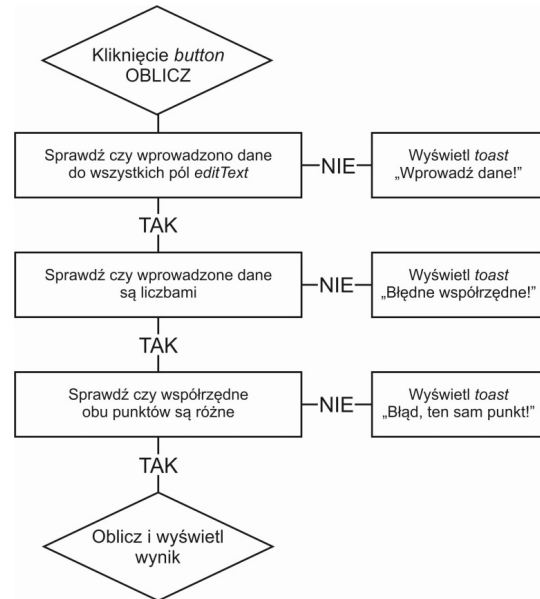 Kliknięcie button
OBLICZ
Sprawdź czy wprowadzono dane
do wszystkich pól editText
NIE
Wyświetl toast
„Wprowadź dane!”
TAK
Sprawdź czy wprowadzone dane
są liczbami
NIE
Wyświetl toast
„Błędne współrzędne!”
TAK
Sprawdź czy współrzędne
obu punktów są różne
NIE
Wyświetl toast
„Błąd, ten sam punkt!”
TAK
Oblicz i wyświetl
wynik